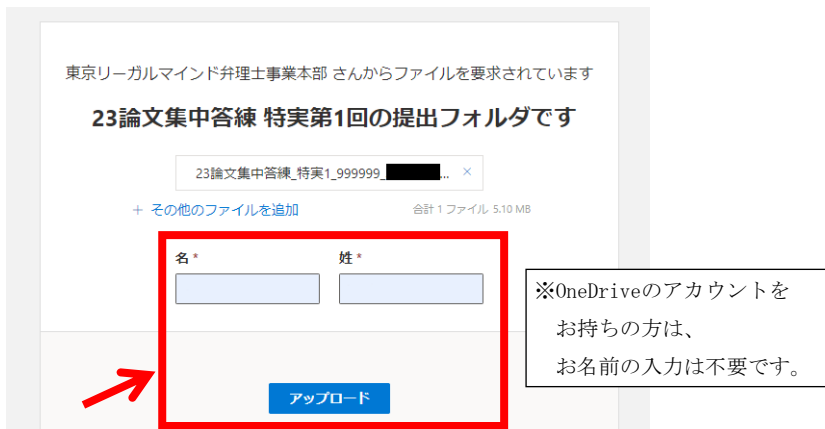 東京リーガルマインド弁理士事業本部 さんからファイルを要求されています
23論文集中答練 特実第1回の提出フォルダです
23論文集中答練_特実1_999999_ ... ×
+ その他のファイルを追加 合計 1 ファイル 5.10 MB
名 * 姓 *
※OneDriveのアカウントを
お持ちの方は、
お名前の入力は不要です。
アップロード